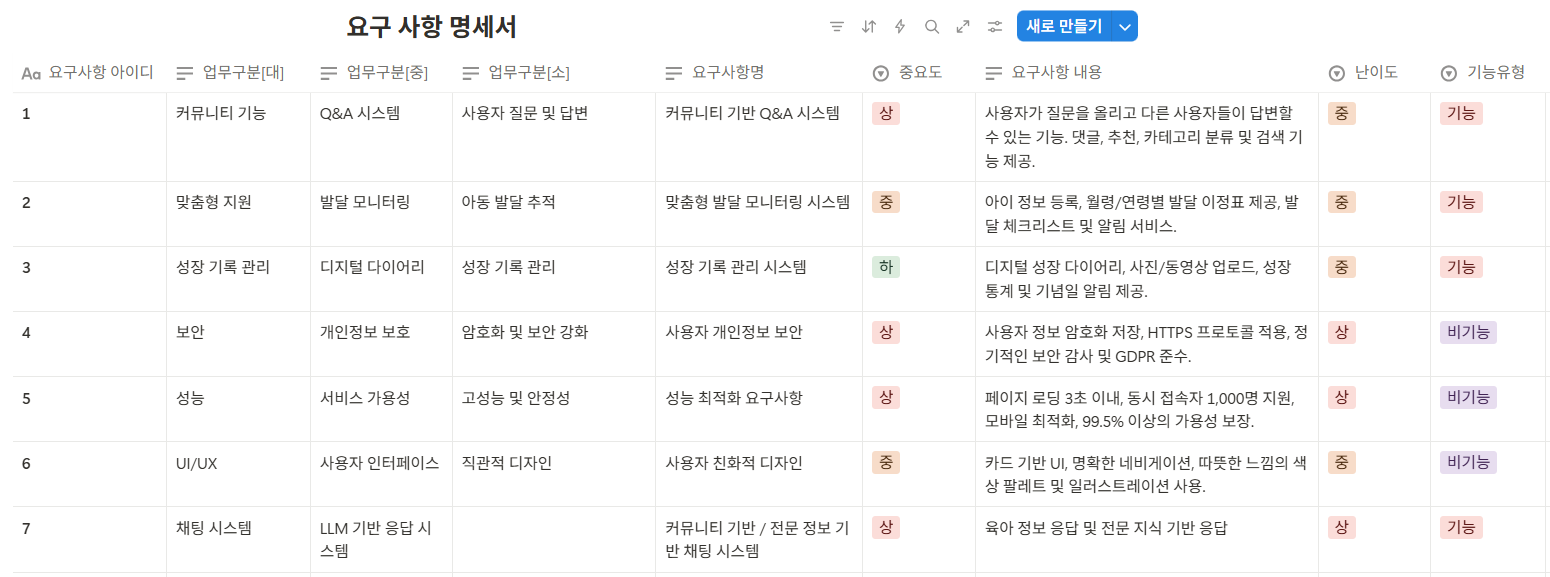 요구 사항 명세서
새로 만들기
Aa 요구사항 아이디 업무구분[대] 업무구분[중] 업무구분[소] 요구사항명 중요도 요구사항 내용 난이도 기능유형
1 커뮤니티 기능 Q&A 시스템 사용자 질문 및 답변 커뮤니티 기반 Q&A 시스템 상 사용자가 질문을 올리고 다른 사용자들이 답변할 중 기능
수 있는 기능. 댓글, 추천, 카테고리 분류 및 검색 기
능 제공.
2 맞춤형 지원 발달 모니터링 아동 발달 추적 맞춤형 발달 모니터링 시스템 중 아이 정보 등록, 월령/연령별 발달 이정표 제공, 발 중 기능
달 체크리스트 및 알림 서비스.
3 성장 기록 관리 디지털 다이어리 성장 기록 관리 성장 기록 관리 시스템 하 디지털 성장 다이어리, 사진/동영상 업로드, 성장 중 기능
통계 및 기념일 알림 제공.
4 보안 개인정보 보호 암호화 및 보안 강화 사용자 개인정보 보안 상 사용자 정보 암호화 저장, HTTPS 프로토콜 적용, 정 상 비기능
기적인 보안 감사 및 GDPR 준수.
5 성능 서비스 가용성 고성능 및 안정성 성능 최적화 요구사항 상 페이지 로딩 3초 이내, 동시 접속자 1,000명 지원, 상 비기능
모바일 최적화, 99.5% 이상의 가용성 보장.
6 UI/UX 사용자 인터페이스 직관적 디자인 사용자 친화적 디자인 중 카드 기반 UI, 명확한 네비게이션, 따뜻한 느낌의 색 중 비기능
상 팔레트 및 일러스트레이션 사용.
7 채팅 시스템 LLM 기반 응답 시 커뮤니티 기반 / 전문 정보 기 상 육아 정보 응답 및 전문 지식 기반 응답 상 기능
스템 반 채팅 시스템